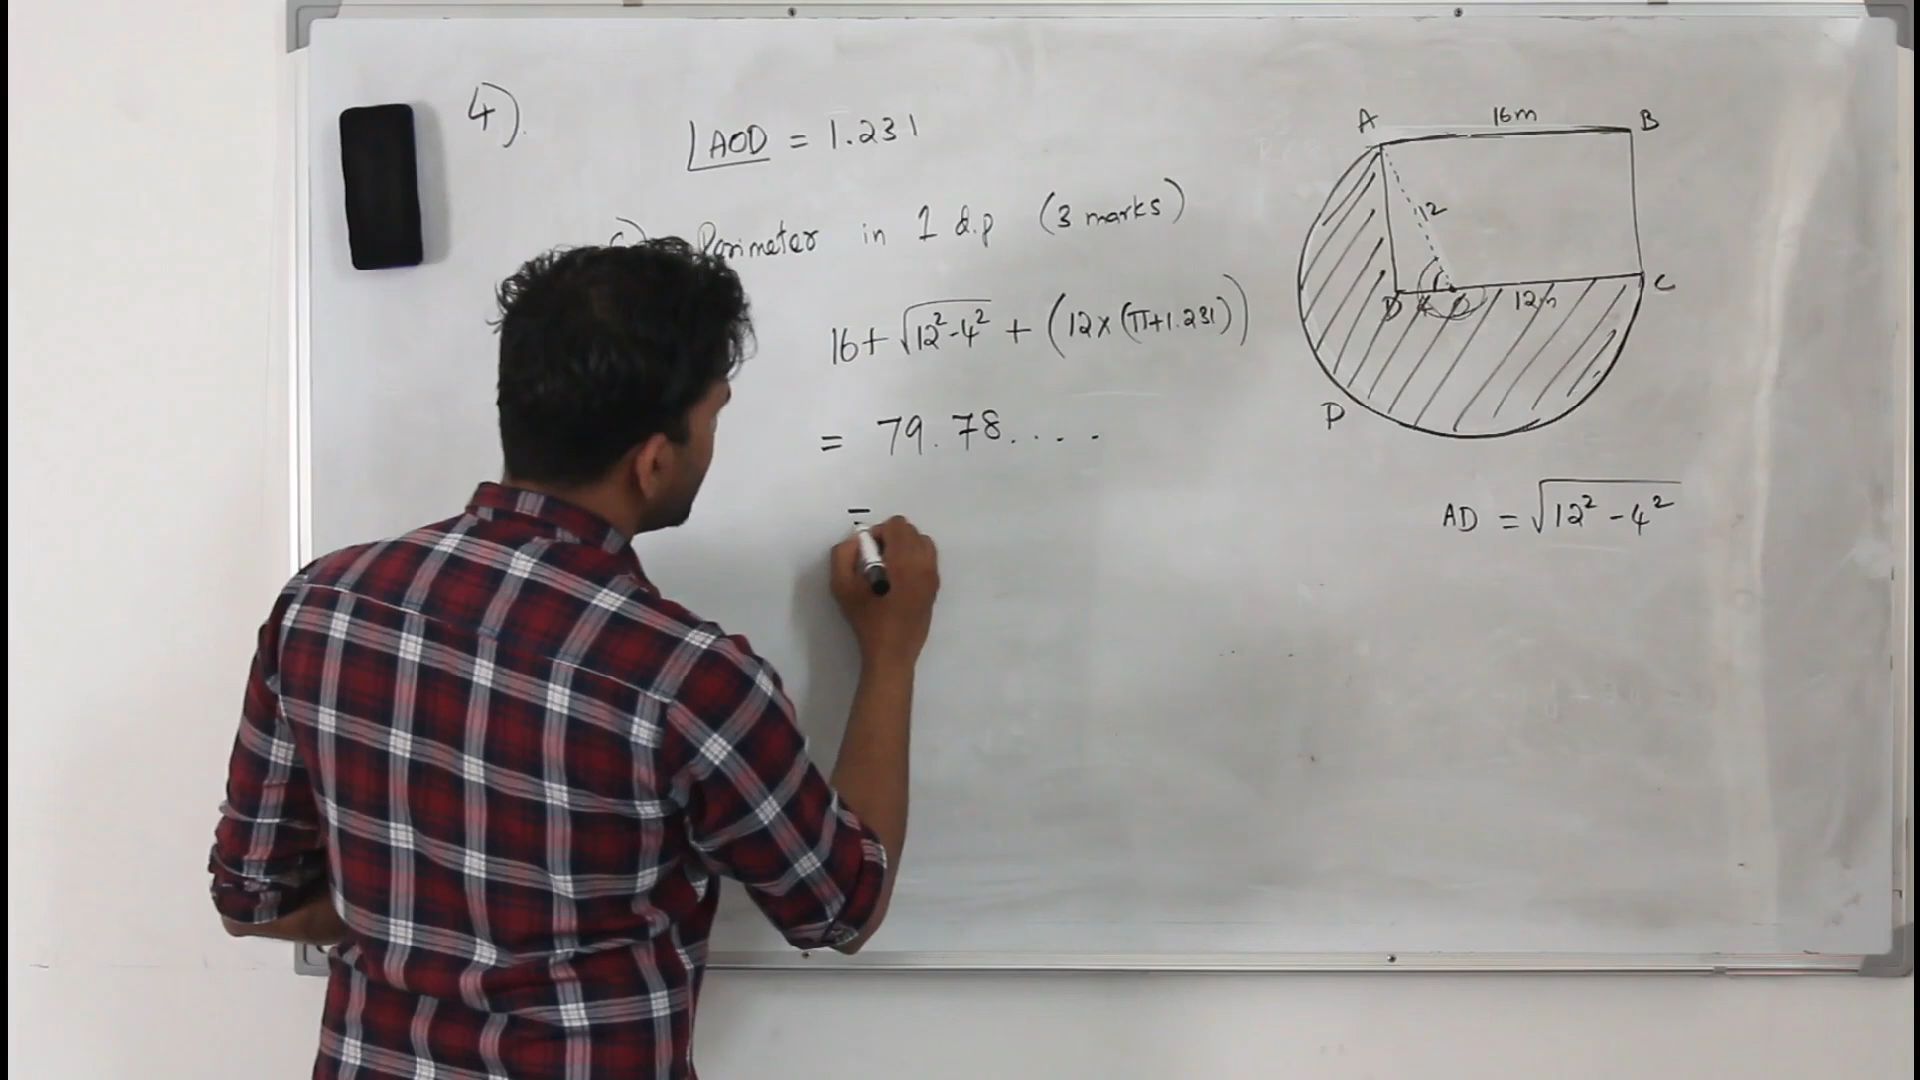 4).
∠AOD = 1.231
c) Perimeter in 1 d.p (3 marks)
16+ √12²-4² + (12×(π+1.231))
= 79.78....
=
A 16m B
12
D 4 O 12m C
P
AD = √12² - 4²